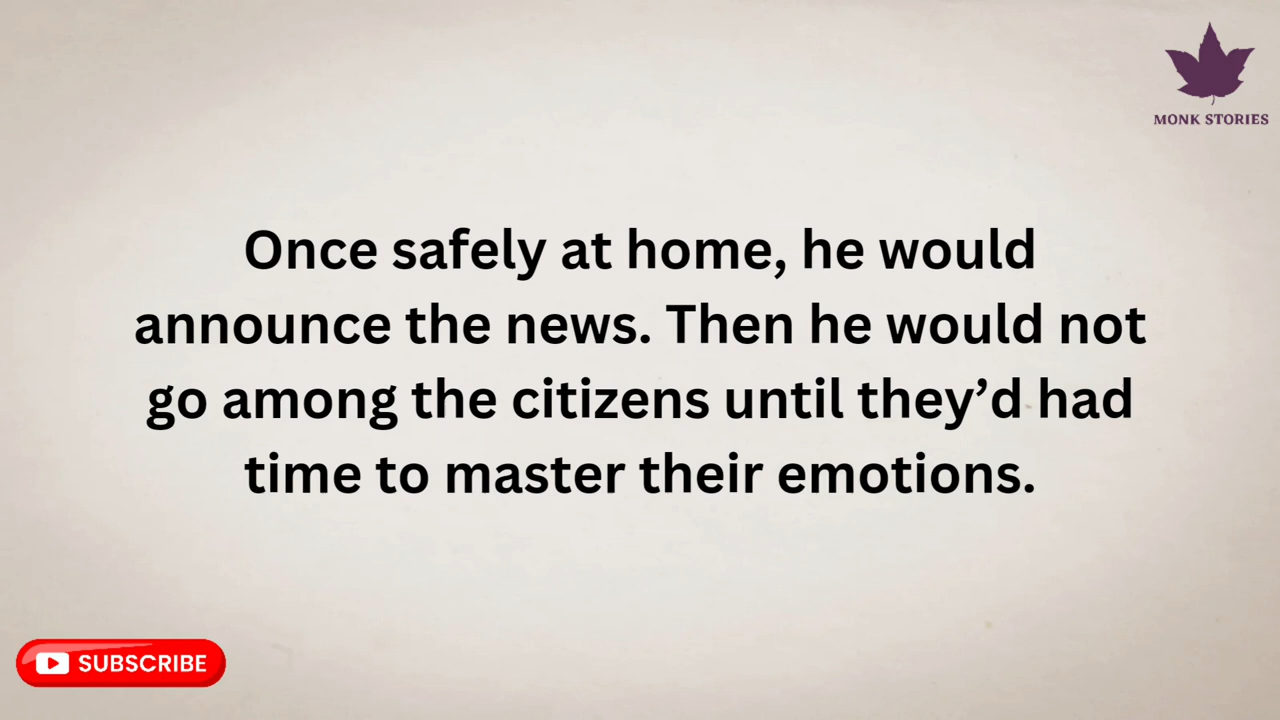 MONK STORIES
Once safely at home, he would
announce the news. Then he would not
go among the citizens until they’d had
time to master their emotions.
SUBSCRIBE